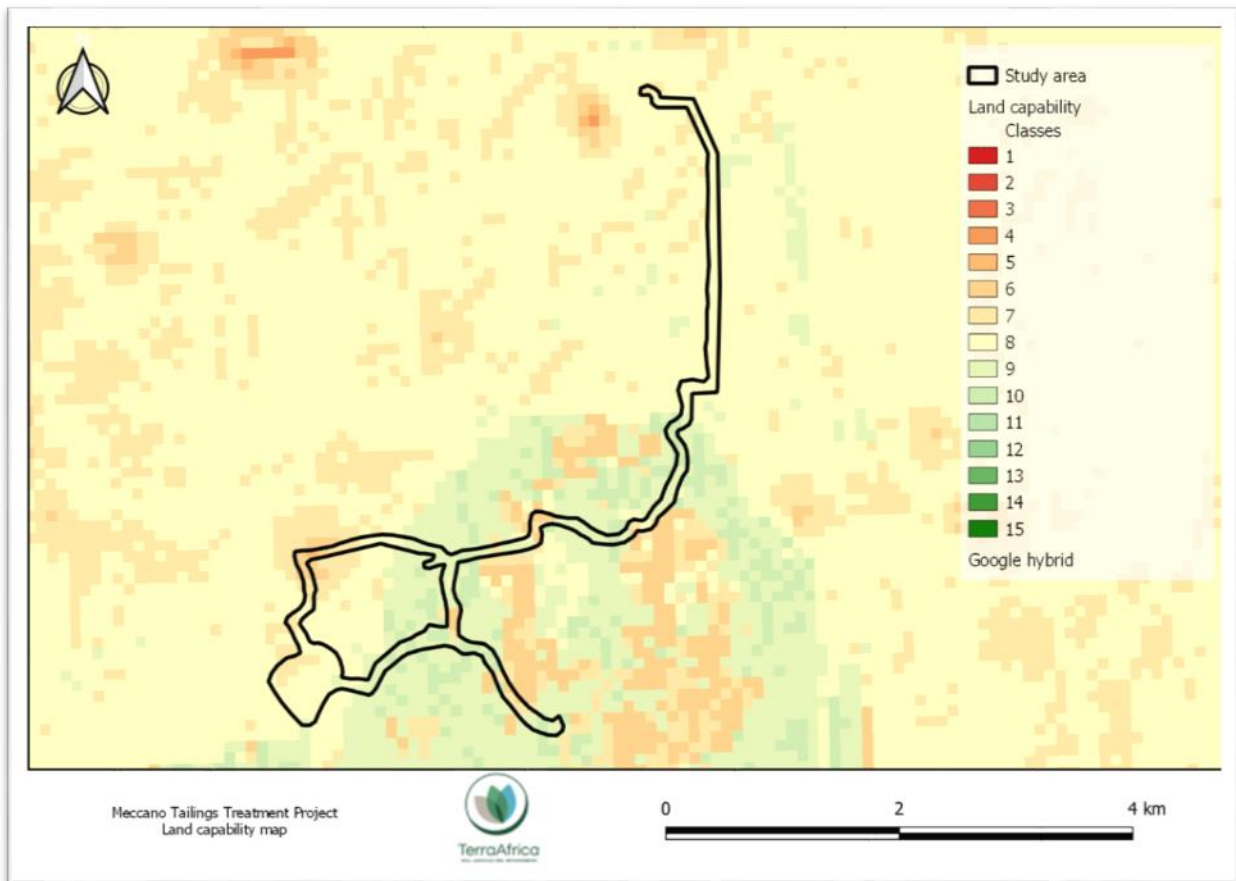 Study area
Land capability
Classes
1
2
3
4
5
6
7
8
9
10
11
12
13
14
15
Google hybrid
Meccano Tailings Treatment Project
Land capability map
TerraAfrica
0 2 4 km